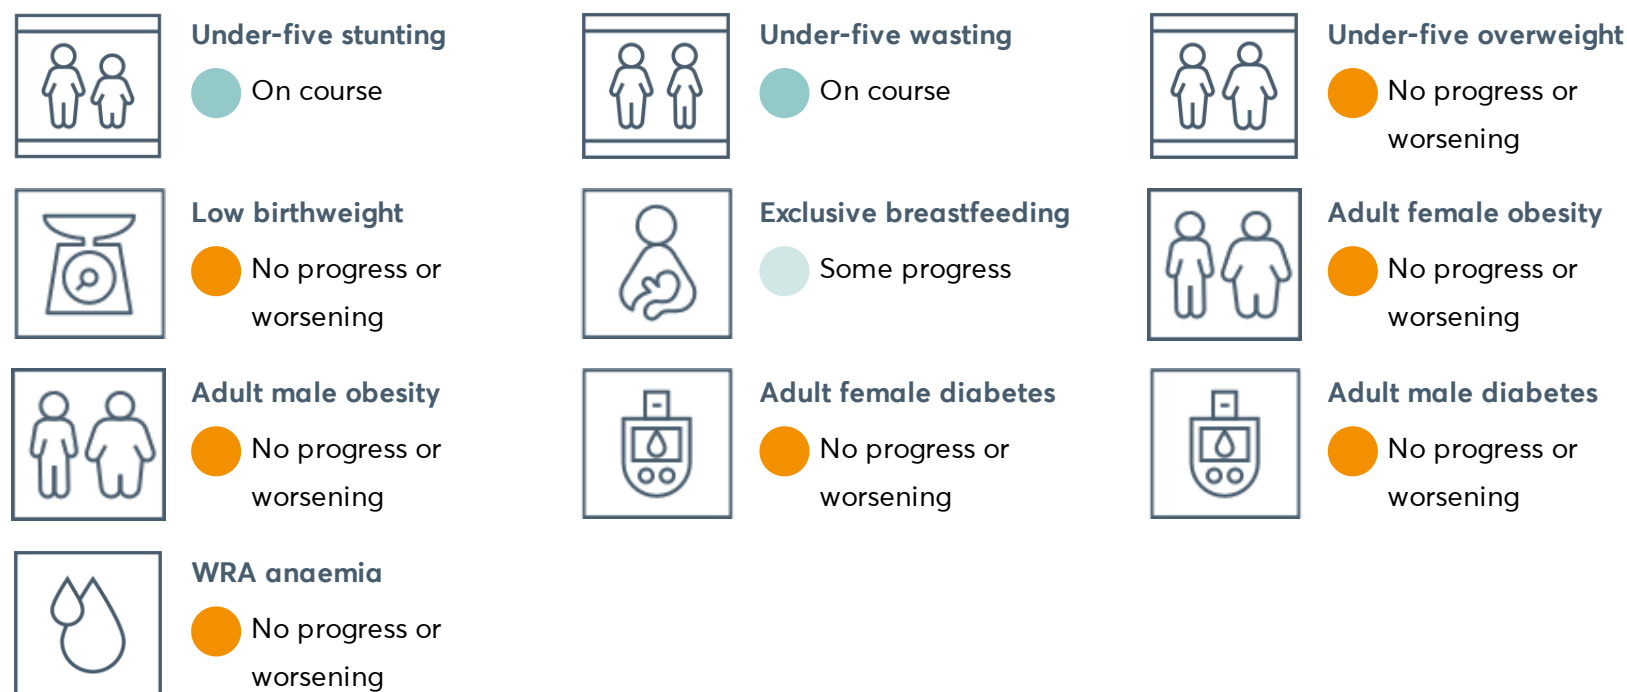 Under-five stunting
On course
Under-five wasting
On course
Under-five overweight
No progress or
worsening
Low birthweight
No progress or
worsening
Exclusive breastfeeding
Some progress
Adult female obesity
No progress or
worsening
Adult male obesity
No progress or
worsening
Adult female diabetes
No progress or
worsening
Adult male diabetes
No progress or
worsening
WRA anaemia
No progress or
worsening